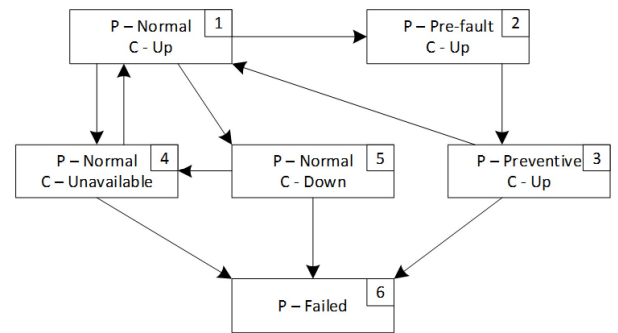 P – Normal 1
C - Up
P – Pre-fault 2
C - Up
P – Normal 4
C – Unavailable
P – Normal 5
C - Down
P – Preventive 3
C - Up
P – Failed 6